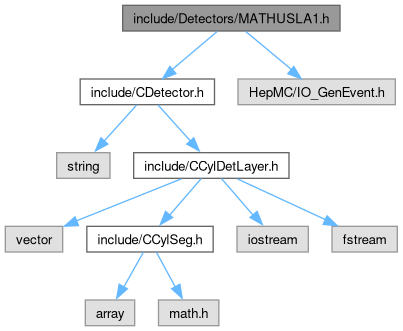 include/Detectors/MATHUSLA1.h
include/CDetector.h
HepMC/IO_GenEvent.h
string
include/CCylDetLayer.h
vector
include/CCylSeg.h
iostream
fstream
array
math.h